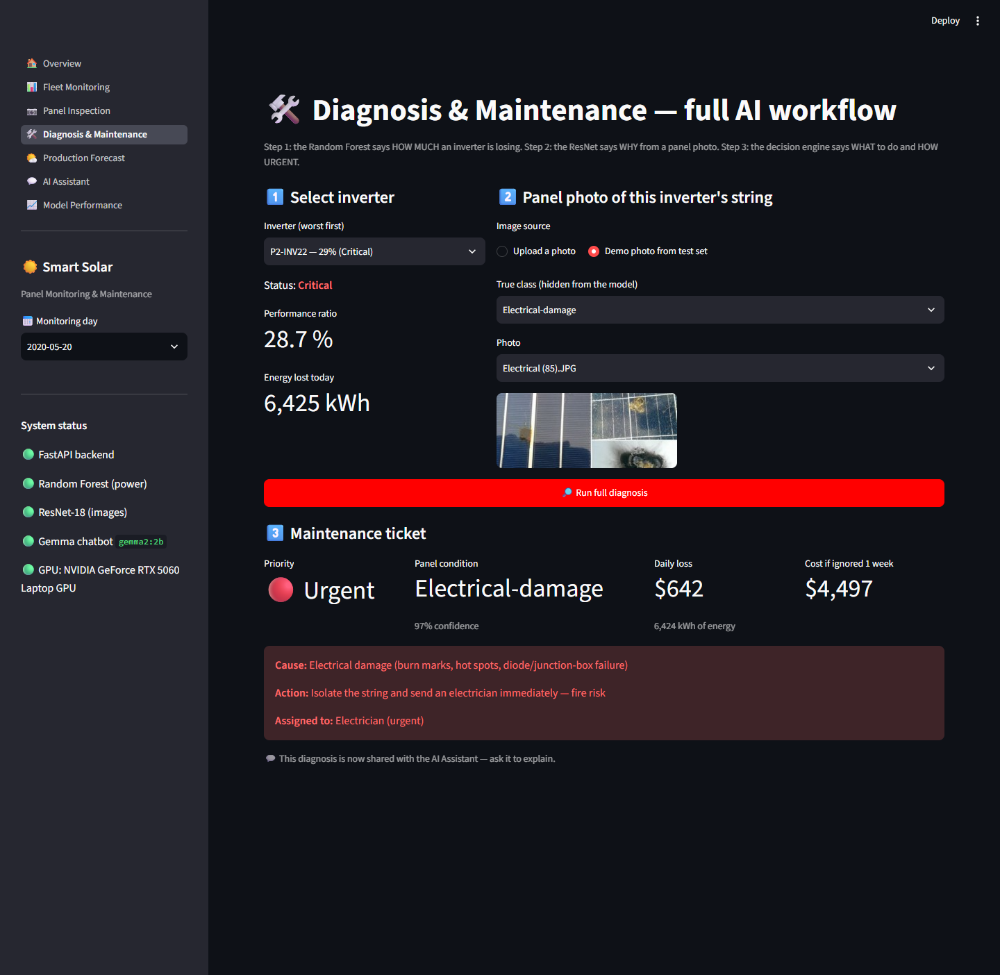 Deploy
Overview
Fleet Monitoring
Panel Inspection
Diagnosis & Maintenance
Production Forecast
AI Assistant
Model Performance
Smart Solar
Panel Monitoring & Maintenance
Monitoring day
2020-05-20
System status
FastAPI backend
Random Forest (power)
ResNet-18 (images)
Gemma chatbot gemma2:2b
GPU: NVIDIA GeForce RTX 5060
Laptop GPU
Diagnosis & Maintenance — full AI workflow
Step 1: the Random Forest says HOW MUCH an inverter is losing. Step 2: the ResNet says WHY from a panel photo. Step 3: the decision engine says WHAT to do and HOW
URGENT.
1 Select inverter
Inverter (worst first)
P2-INV22 — 29% (Critical)
Status: Critical
Performance ratio
28.7 %
Energy lost today
6,425 kWh
2 Panel photo of this inverter's string
Image source
Upload a photo
Demo photo from test set
True class (hidden from the model)
Electrical-damage
Photo
Electrical (85).JPG
Run full diagnosis
3 Maintenance ticket
Priority
Urgent
Panel condition
Electrical-damage
97% confidence
Daily loss
$642
6,424 kWh of energy
Cost if ignored 1 week
$4,497
Cause: Electrical damage (burn marks, hot spots, diode/junction-box failure)
Action: Isolate the string and send an electrician immediately — fire risk
Assigned to: Electrician (urgent)
This diagnosis is now shared with the AI Assistant — ask it to explain.